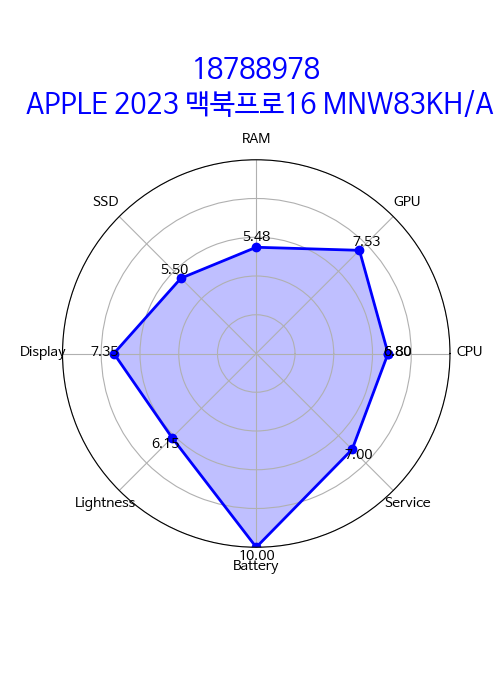 18788978
APPLE 2023 맥북프로16 MNW83KH/A
RAM
SSD
GPU
5.48
7.53
5.50
Display
7.35
6.80
CPU
6.15
7.00
Lightness
Service
10.00
Battery